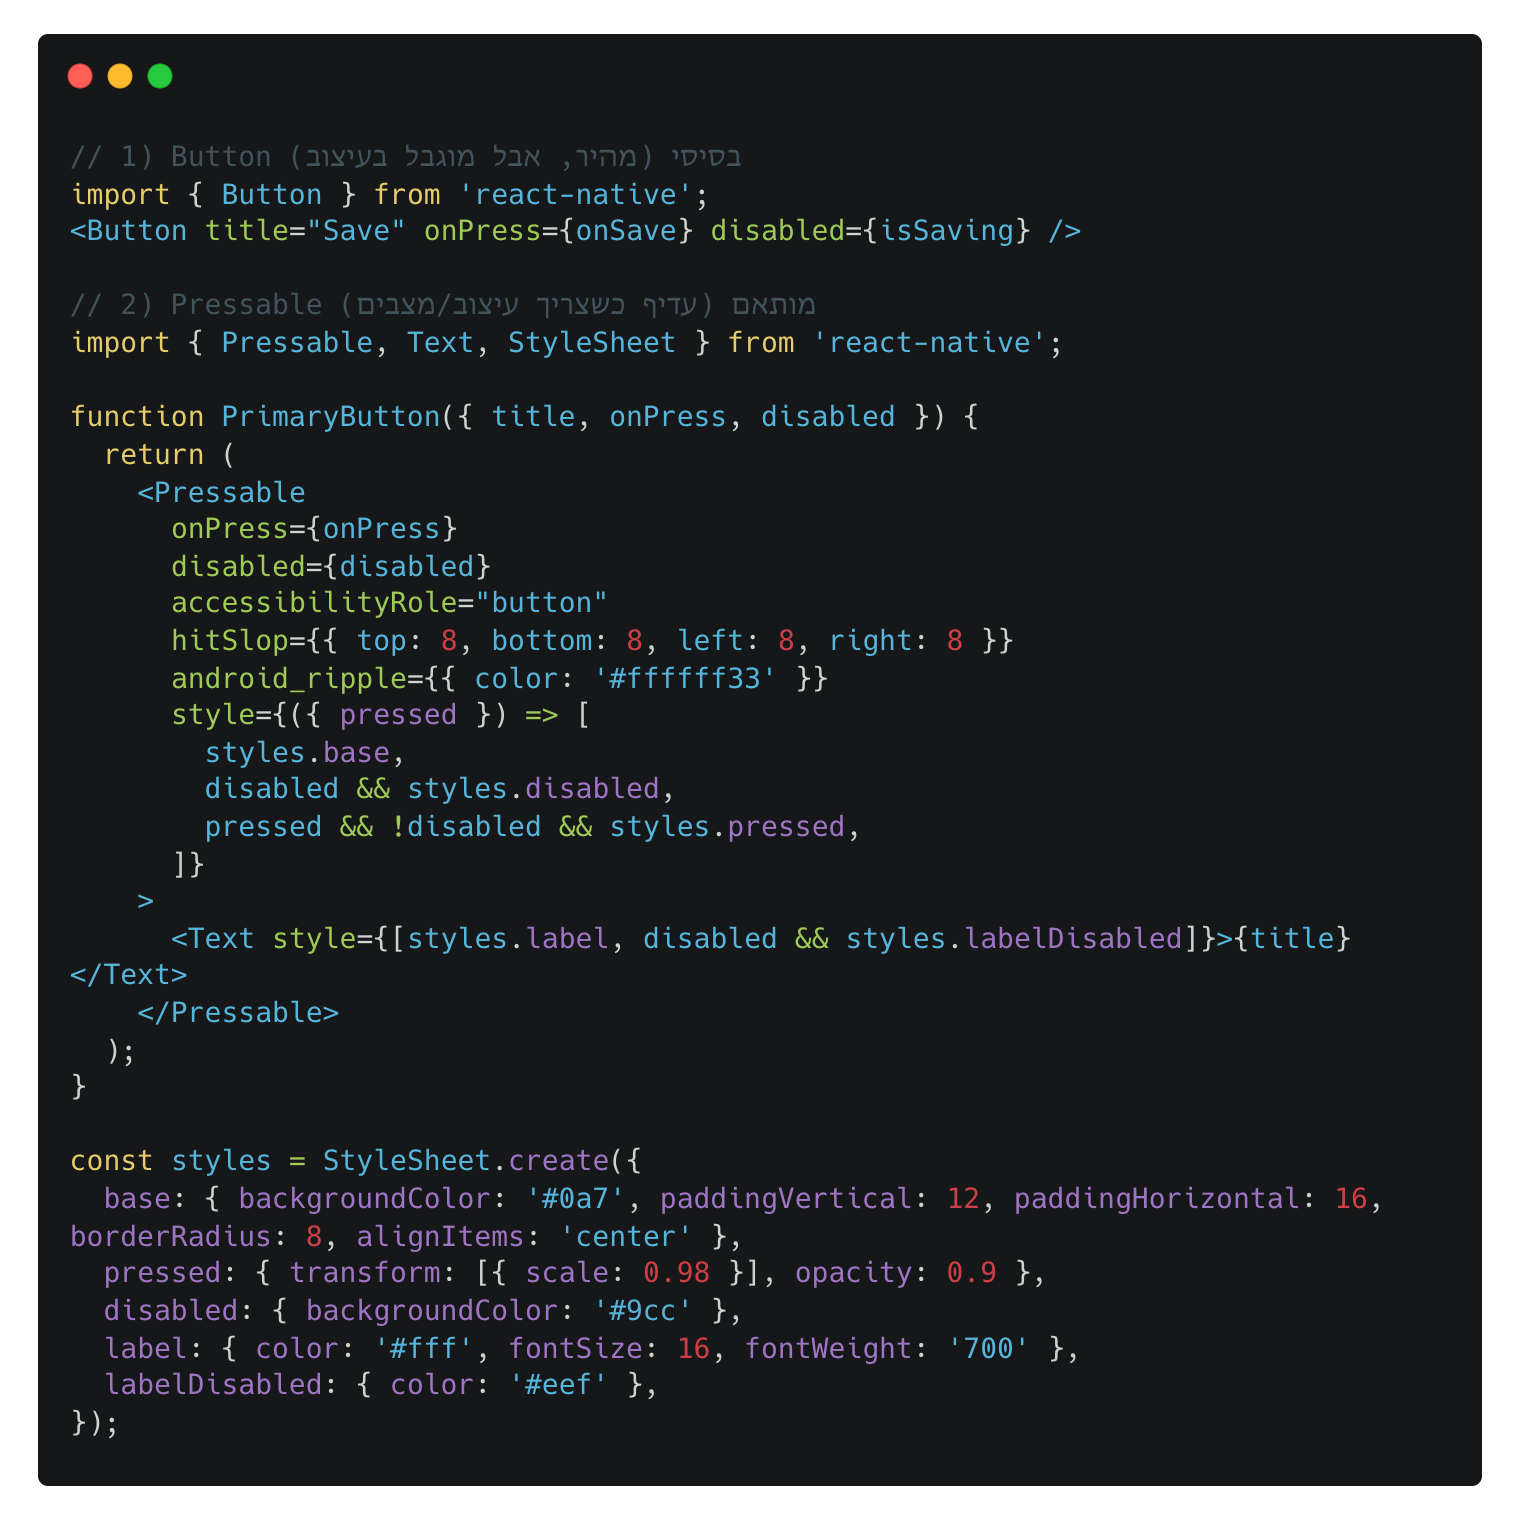 // 1) Button בסיסי (מהיר, אבל מוגבל בעיצוב)
import { Button } from 'react-native';
<Button title="Save" onPress={onSave} disabled={isSaving} />

// 2) Pressable מותאם (עדיף כשצריך עיצוב/מצבים)
import { Pressable, Text, StyleSheet } from 'react-native';

function PrimaryButton({ title, onPress, disabled }) {
  return (
    <Pressable
      onPress={onPress}
      disabled={disabled}
      accessibilityRole="button"
      hitSlop={{ top: 8, bottom: 8, left: 8, right: 8 }}
      android_ripple={{ color: '#ffffff33' }}
      style={({ pressed }) => [
        styles.base,
        disabled && styles.disabled,
        pressed && !disabled && styles.pressed,
      ]}
    >
      <Text style={[styles.label, disabled && styles.labelDisabled]}>{title}
</Text>
    </Pressable>
  );
}

const styles = StyleSheet.create({
  base: { backgroundColor: '#0a7', paddingVertical: 12, paddingHorizontal: 16,
borderRadius: 8, alignItems: 'center' },
  pressed: { transform: [{ scale: 0.98 }], opacity: 0.9 },
  disabled: { backgroundColor: '#9cc' },
  label: { color: '#fff', fontSize: 16, fontWeight: '700' },
  labelDisabled: { color: '#eef' },
});